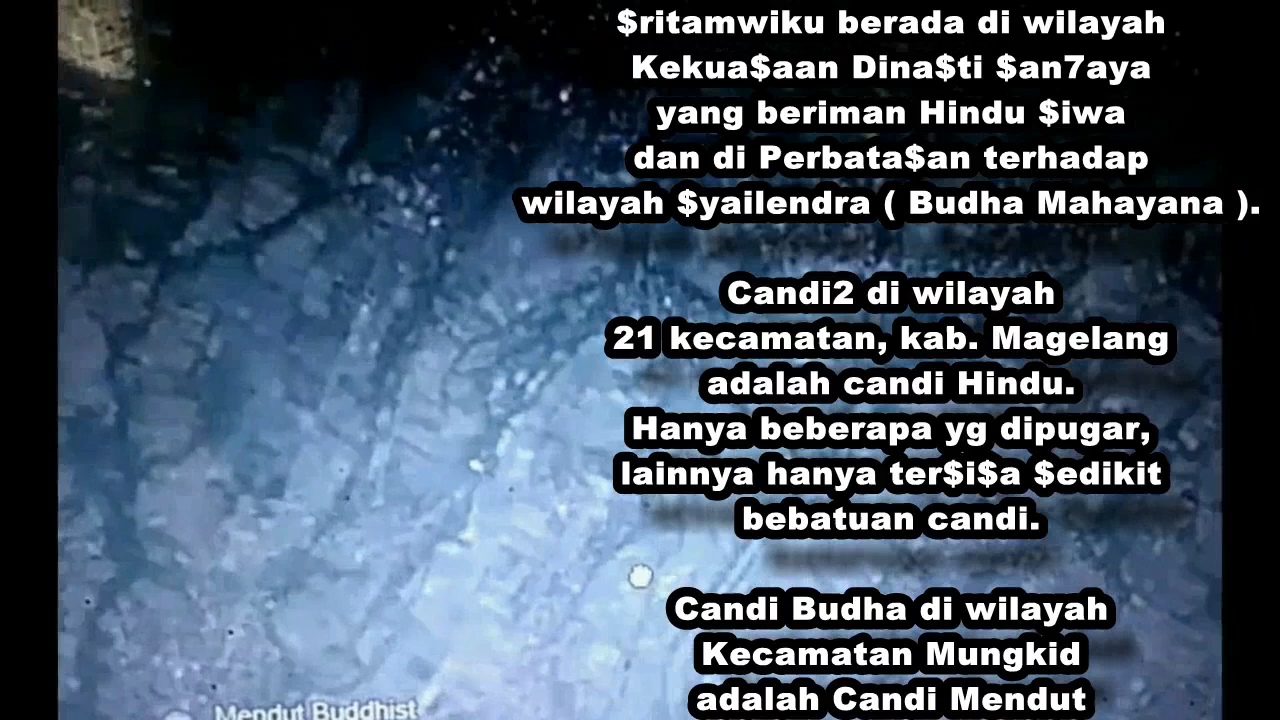 $ritamwiku berada di wilayah
Kekua$aan Dina$ti $an7aya
yang beriman Hindu $iwa
dan di Perbata$an terhadap
wilayah $yailendra ( Budha Mahayana ).
Candi2 di wilayah
21 kecamatan, kab. Magelang
adalah candi Hindu.
Hanya beberapa yg dipugar,
lainnya hanya ter$i$a $edikit
bebatuan candi.
Candi Budha di wilayah
Kecamatan Mungkid
adalah Candi Mendut
Mendut Buddhist